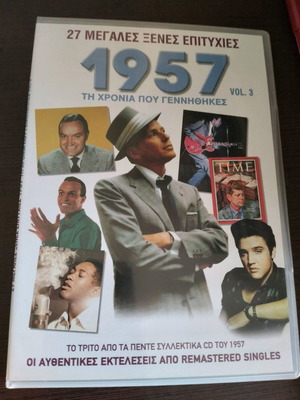 27 ΜΕΓΑΛΕΣ ΞΕΝΕΣ ΕΠΙΤΥΧΙΕΣ
1957 VOL. 3
ΤΗ ΧΡΟΝΙΑ ΠΟΥ ΓΕΝΝΗΘΗΚΕΣ
TIME
ΤΟ ΤΡΙΤΟ ΑΠΟ ΤΑ ΠΕΝΤΕ ΣΥΛΛΕΚΤΙΚΑ CD ΤΟΥ 1957
ΟΙ ΑΥΘΕΝΤΙΚΕΣ ΕΚΤΕΛΕΣΕΙΣ ΑΠΟ REMASTERED SINGLES